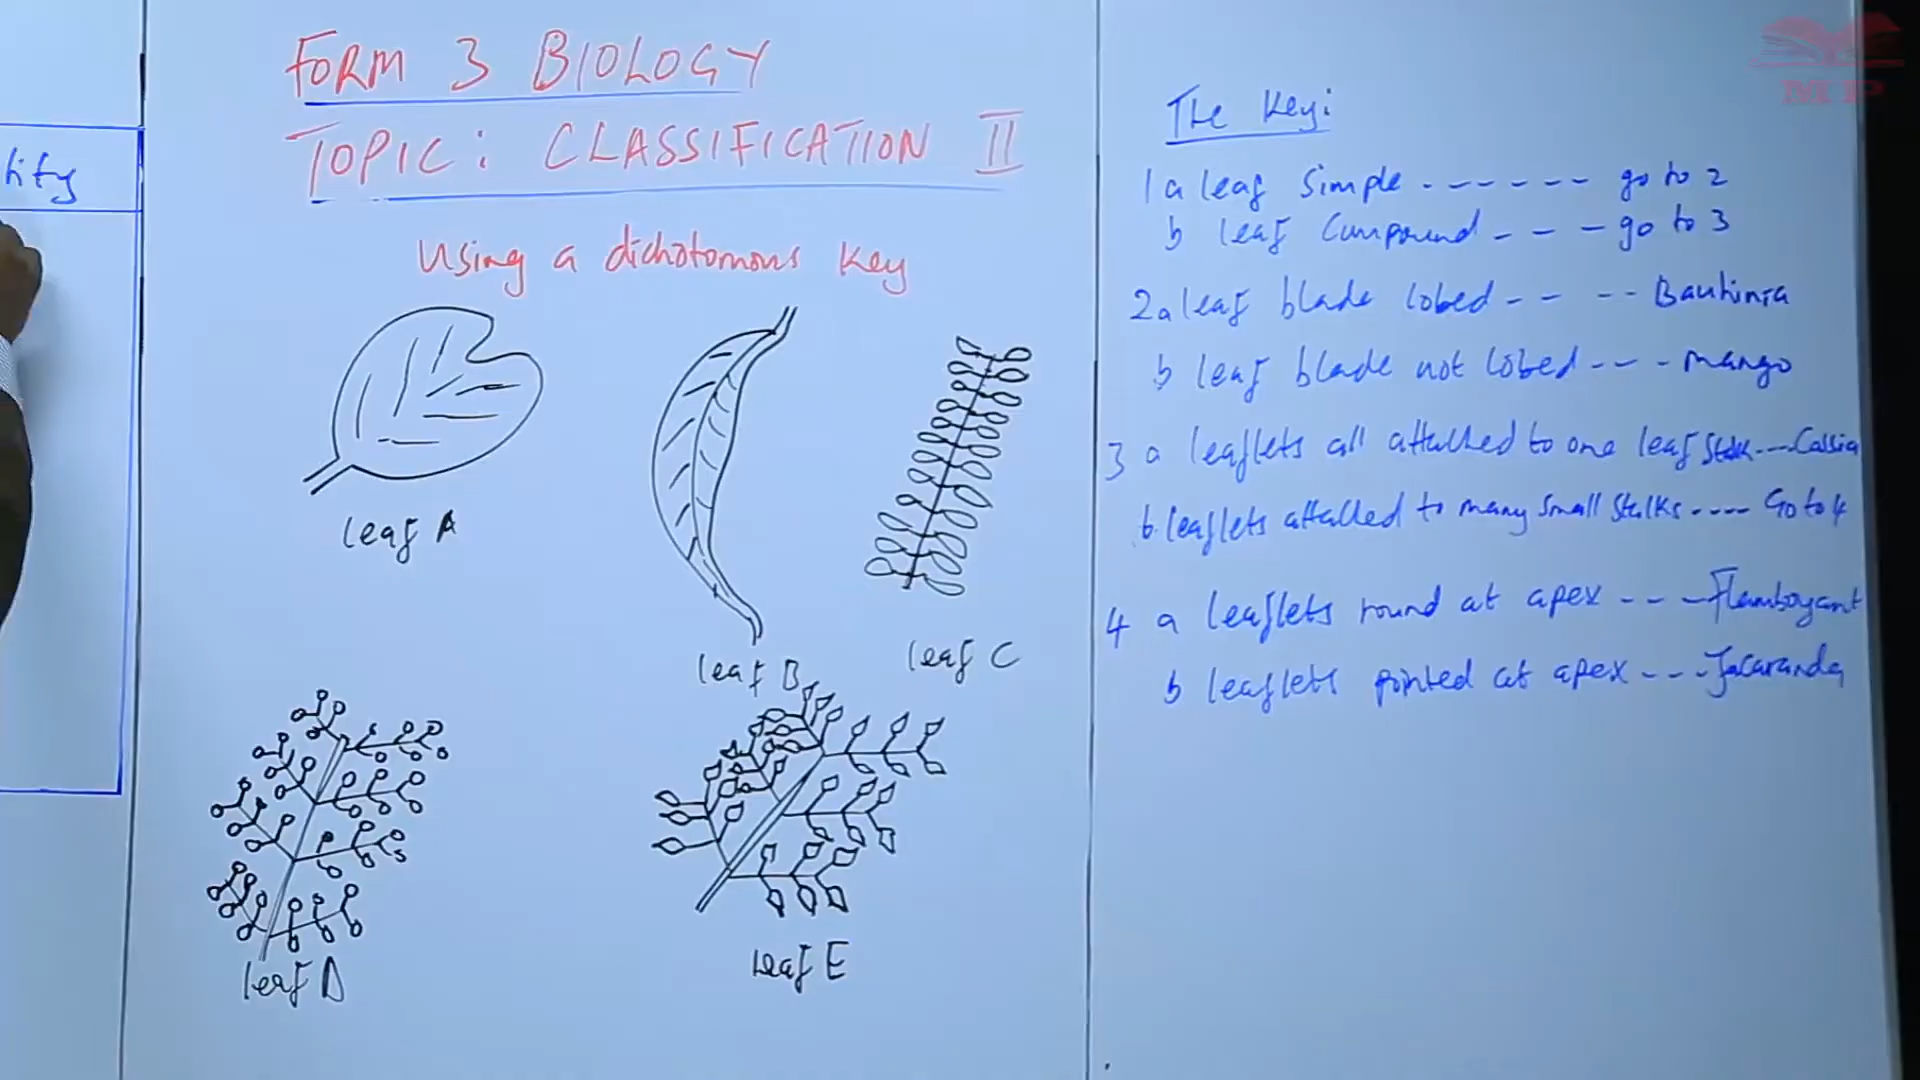 FORM 3 BIOLOGY
TOPIC: CLASSIFICATION II
Using a dichotomous key
leaf A
leaf B
leaf C
leaf D
leaf E
The Key:
1 a leaf simple - - - - - - go to 2
b leaf Compound - - - go to 3
2a leaf blade lobed - - - - Bauhinia
b leaf blade not lobed - - - mango
3 a leaflets all attached to one leaf stalk --- Cassia
b. leaflets attached to many small stalks ---- Go to 4
4 a leaflets round at apex - - - Flamboyant
b leaflets pointed at apex - - - Jacaranda
lity
MP